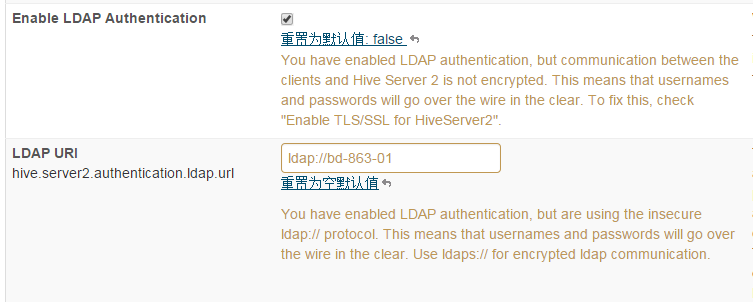 Enable LDAP Authentication
重置为默认值: false
You have enabled LDAP authentication, but communication between the
clients and Hive Server 2 is not encrypted. This means that usernames
and passwords will go over the wire in the clear. To fix this, check
"Enable TLS/SSL for HiveServer2".
LDAP URI
hive.server2.authentication.ldap.url
ldap://bd-863-01
重置为空默认值
You have enabled LDAP authentication, but are using the insecure
ldap:// protocol. This means that usernames and passwords will go over
the wire in the clear. Use ldaps:// for encrypted ldap communication.